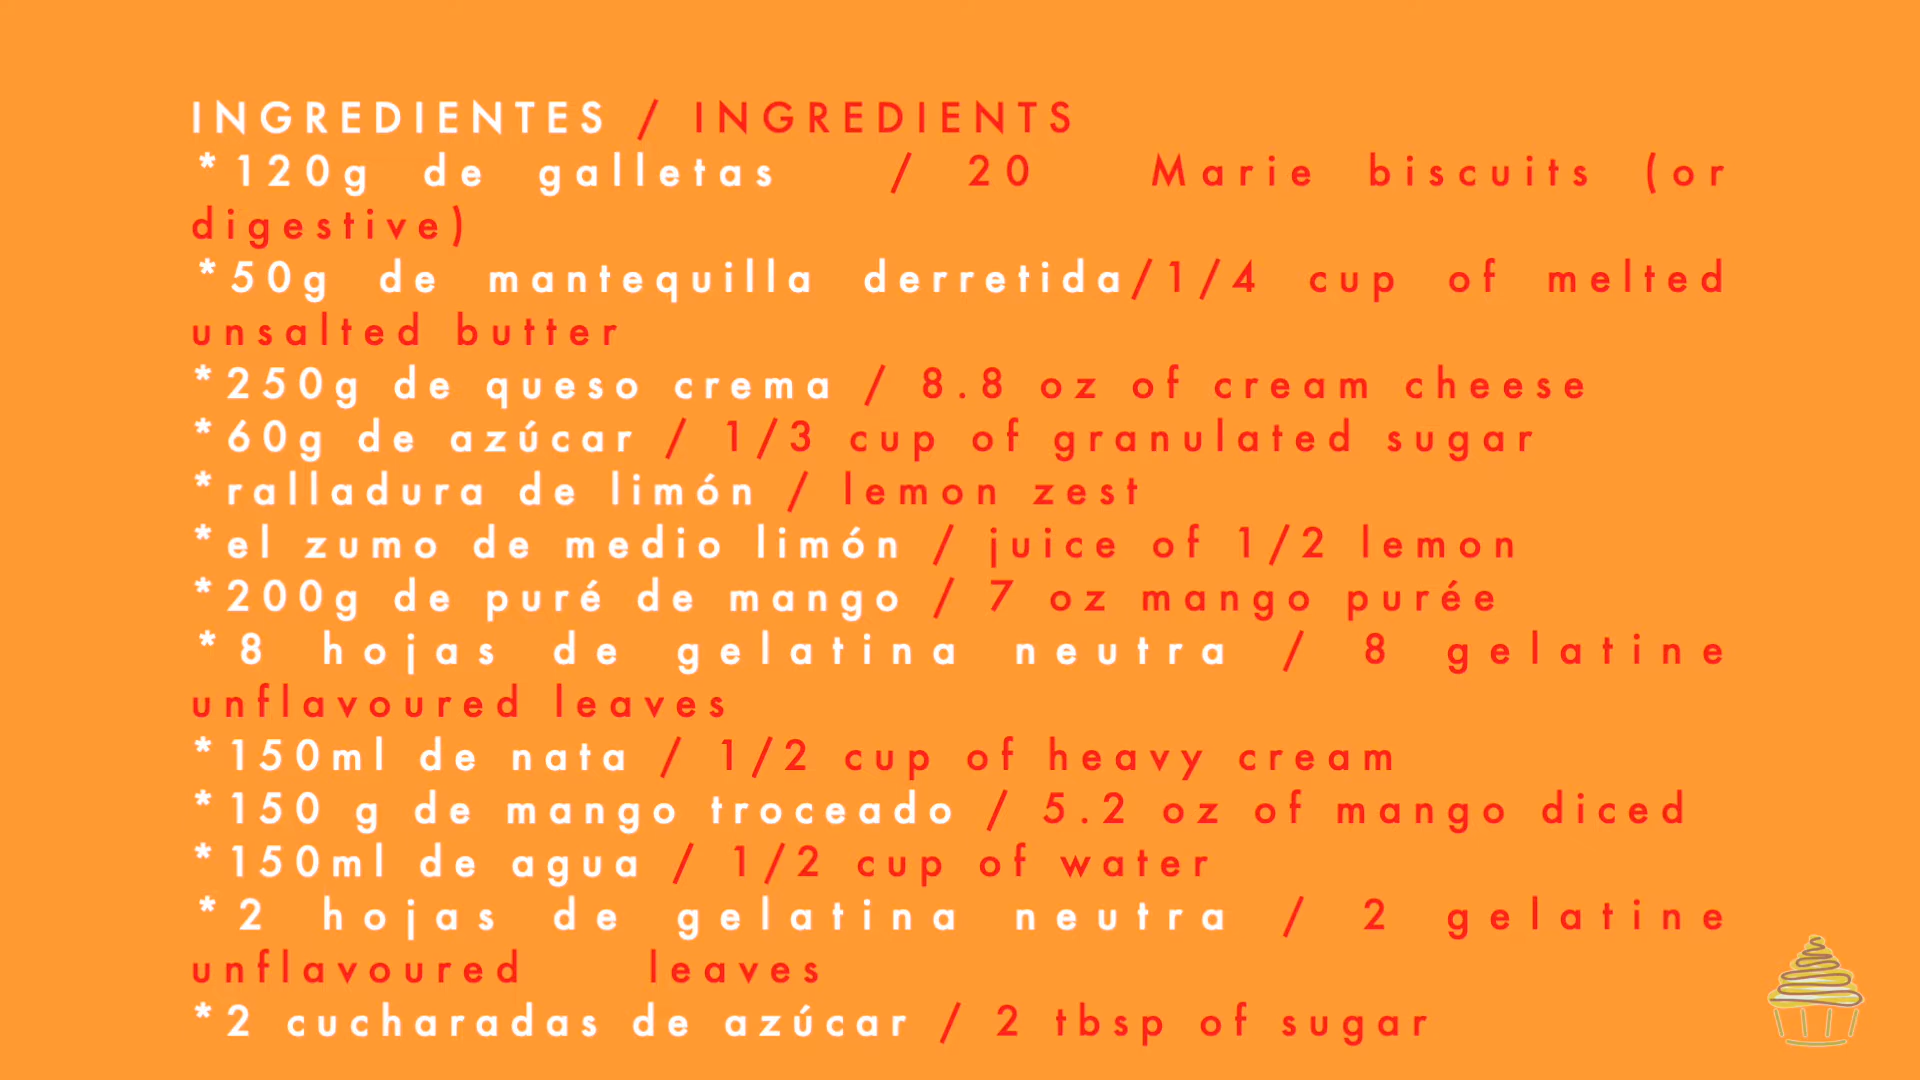 INGREDIENTES / INGREDIENTS
*120g de galletas / 20 Marie biscuits (or
digestive)
*50g de mantequilla derretida/1/4 cup of melted
unsalted butter
*250g de queso crema / 8.8 oz of cream cheese
*60g de azúcar / 1/3 cup of granulated sugar
*ralladura de limón / lemon zest
*el zumo de medio limón / juice of 1/2 lemon
*200g de puré de mango / 7 oz mango purée
*8 hojas de gelatina neutra / 8 gelatine
unflavoured leaves
*150ml de nata / 1/2 cup of heavy cream
*150 g de mango troceado / 5.2 oz of mango diced
*150ml de agua / 1/2 cup of water
*2 hojas de gelatina neutra / 2 gelatine
unflavoured leaves
*2 cucharadas de azúcar / 2 tbsp of sugar